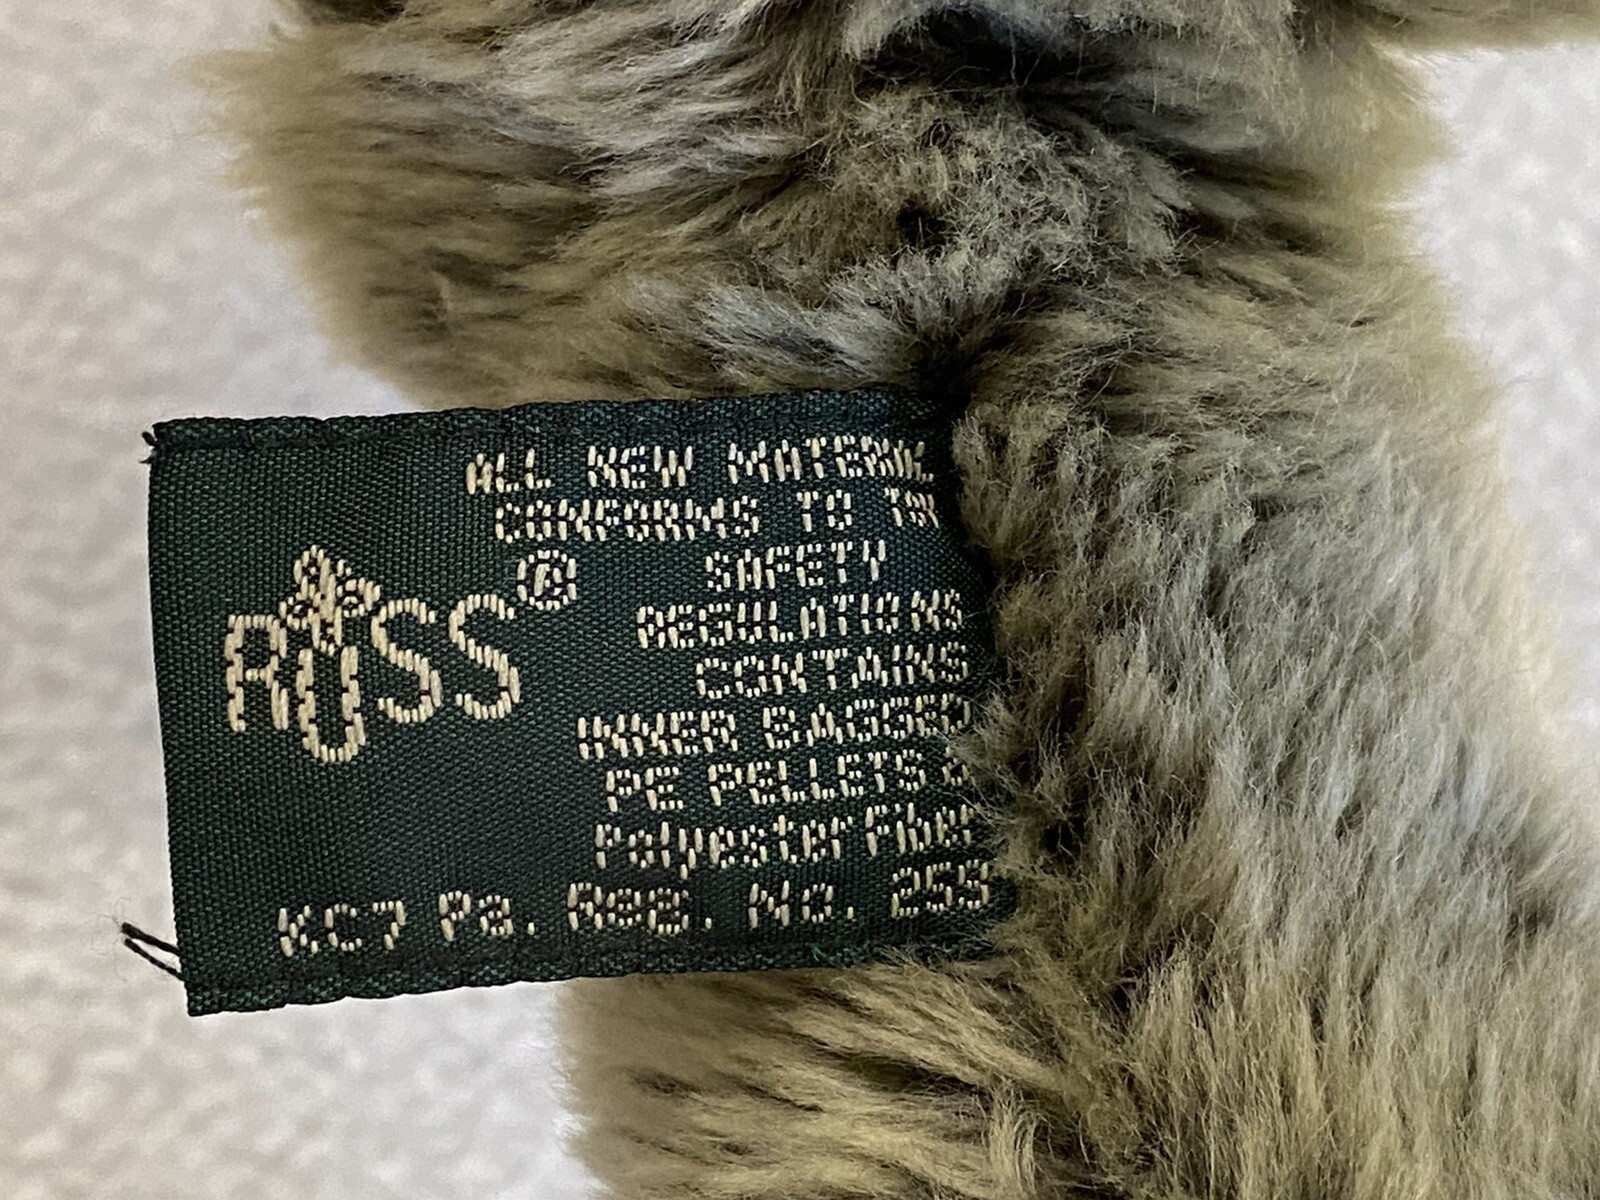 RUSS®
ALL NEW MATERIAL
CONFORMS TO
SAFETY
REGULATIONS
CONTAINS
INNER BAGGED
PE PELLETS &
Polyester Fiber
KC7 Pa. Reg. No. 255